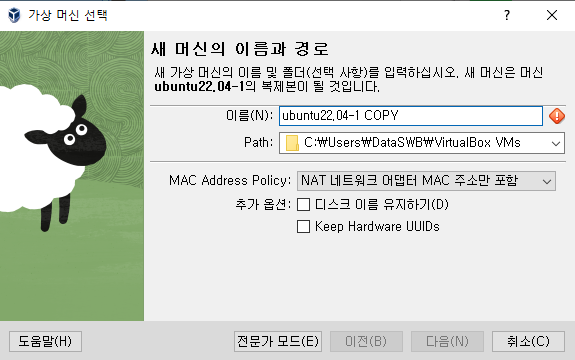 가상 머신 선택
새 머신의 이름과 경로
새 가상 머신의 이름 및 폴더(선택 사항)를 입력하십시오. 새 머신은 머신
ubuntu22.04-1의 복제본이 될 것입니다.
이름(N): ubuntu22.04-1 COPY
Path: C:₩Users₩DataSWB₩VirtualBox VMs
MAC Address Policy: NAT 네트워크 어댑터 MAC 주소만 포함
추가 옵션: 디스크 이름 유지하기(D)
Keep Hardware UUIDs
도움말(H) 전문가 모드(E) 이전(B) 다음(N) 취소(C)